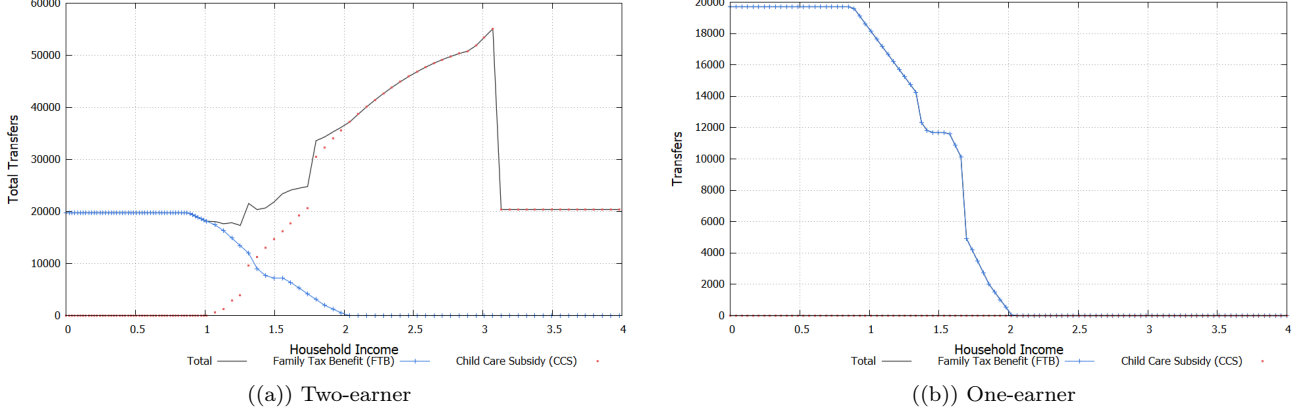 60000
50000
40000
30000
20000
10000
0
Total Transfers
0 0.5 1 1.5 2 2.5 3 3.5 4
Household Income
Total Family Tax Benefit (FTB) Child Care Subsidy (CCS)
((a)) Two-earner
20000
18000
16000
14000
12000
10000
8000
6000
4000
2000
0
Transfers
0 0.5 1 1.5 2 2.5 3 3.5 4
Household Income
Total Family Tax Benefit (FTB) Child Care Subsidy (CCS)
((b)) One-earner